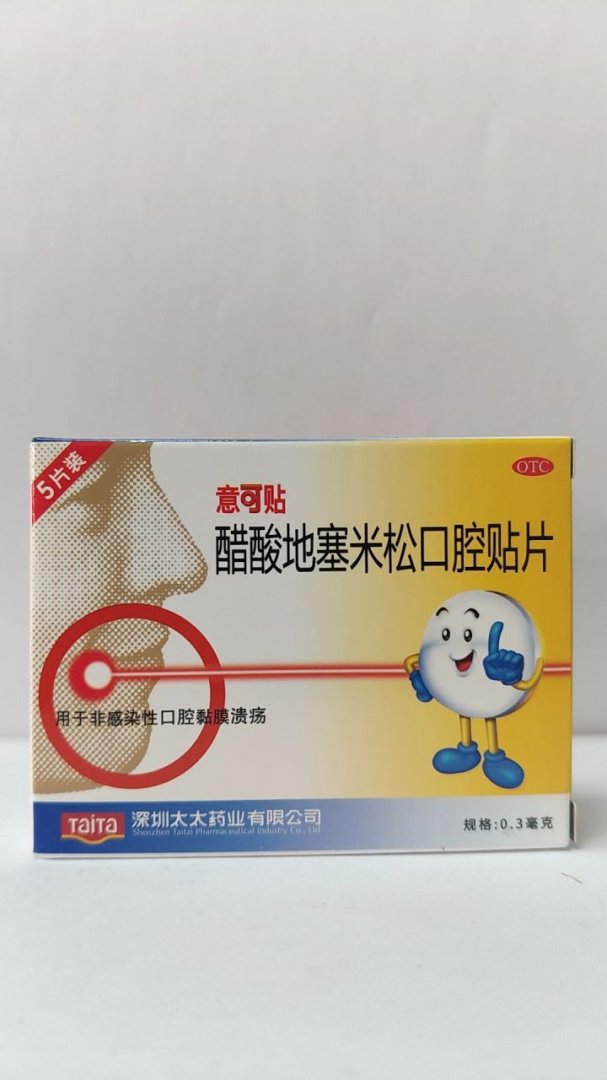 5片装
OTC
意可贴
醋酸地塞米松口腔贴片
用于非感染性口腔黏膜溃疡
Taita
深圳太太药业有限公司
Shenzhen Taitai Pharmaceutical Industry Co., Ltd.
规格:0.3毫克